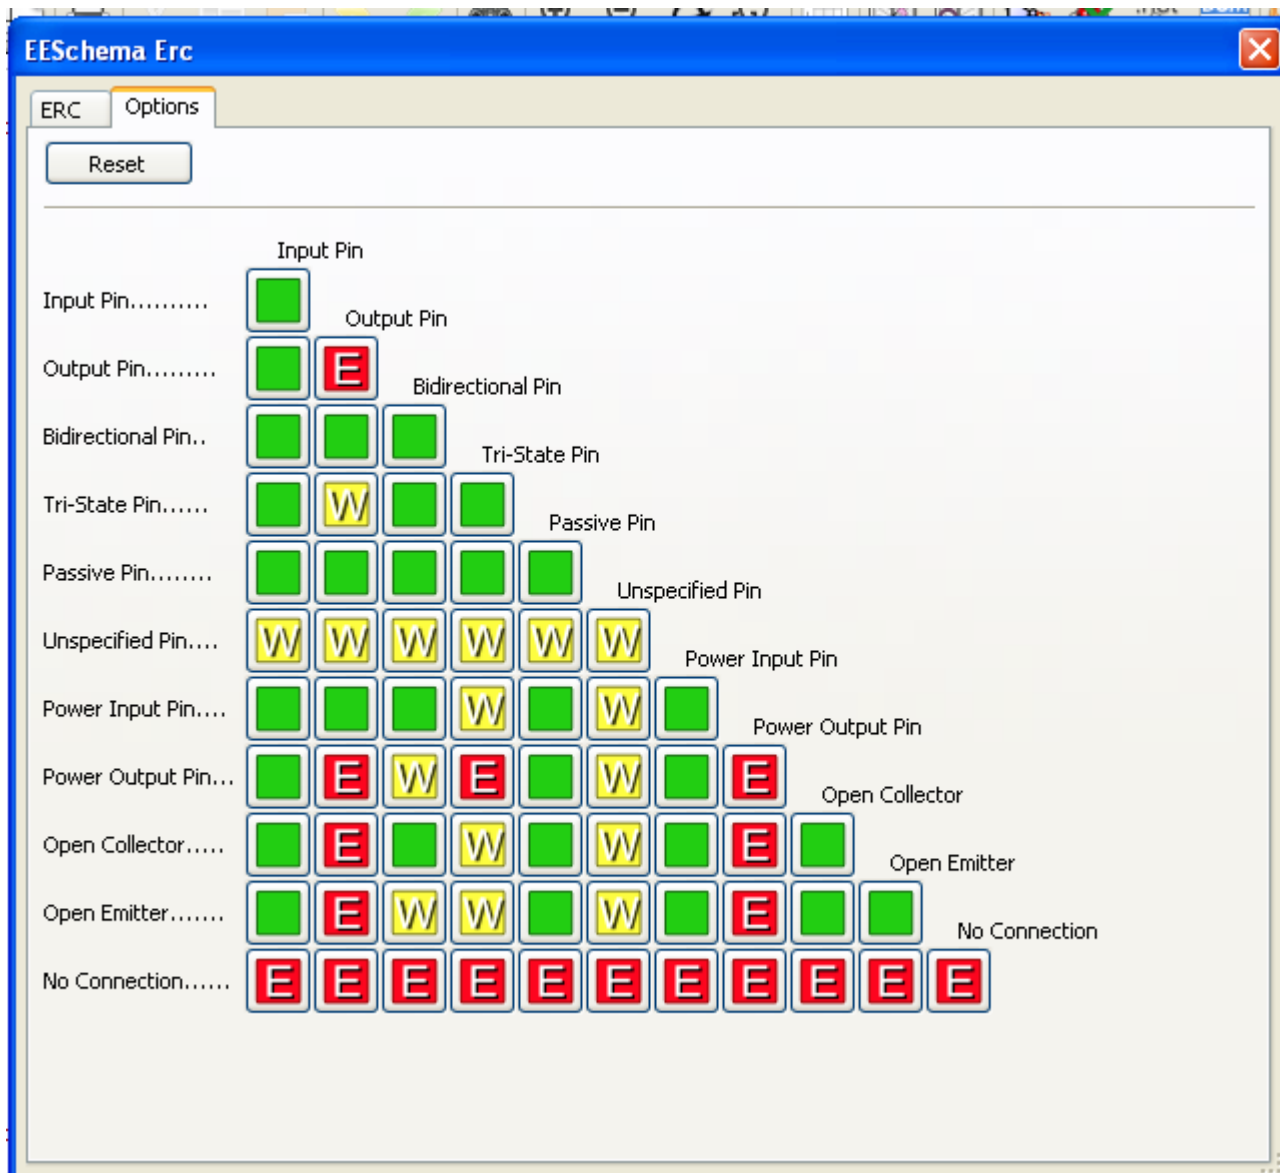 EESchema Erc
ERC Options
Reset
Input Pin
Input Pin..........
Output Pin
Output Pin......... E
Bidirectional Pin
Bidirectional Pin..
Tri-State Pin
Tri-State Pin...... W
Passive Pin
Passive Pin........
Unspecified Pin
Unspecified Pin.... W W W W W W
Power Input Pin
Power Input Pin.... W W
Power Output Pin
Power Output Pin... E W E W E
Open Collector
Open Collector..... E W W E
Open Emitter
Open Emitter....... E W W W E
No Connection
No Connection...... E E E E E E E E E E E